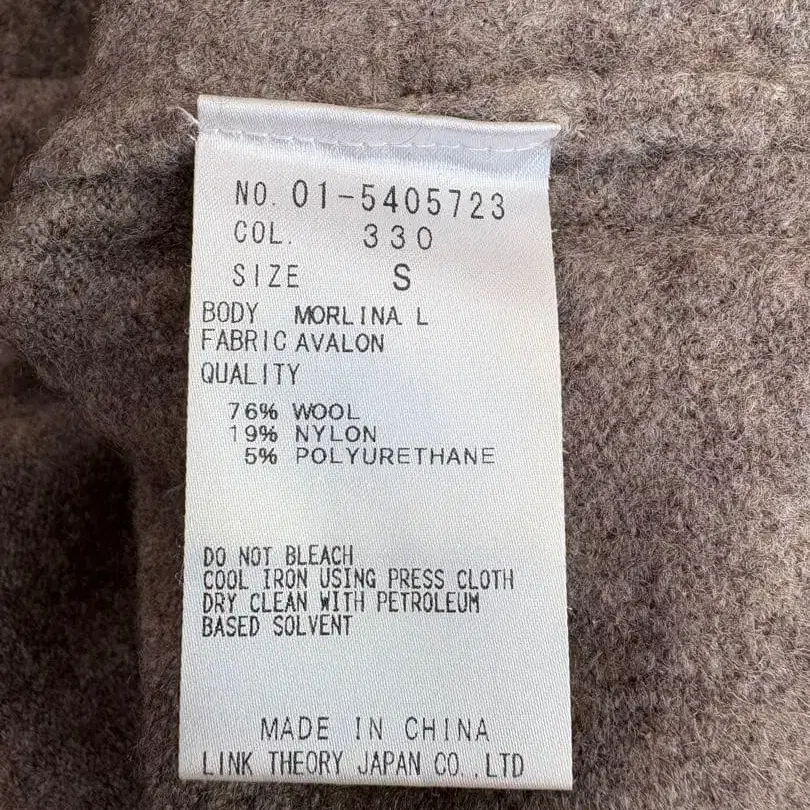 NO. 01-5405723
COL. 330
SIZE S
BODY MORLINA L
FABRIC AVALON
QUALITY
76% WOOL
19% NYLON
5% POLYURETHANE
DO NOT BLEACH
COOL IRON USING PRESS CLOTH
DRY CLEAN WITH PETROLEUM
BASED SOLVENT
MADE IN CHINA
LINK THEORY JAPAN CO.,LTD